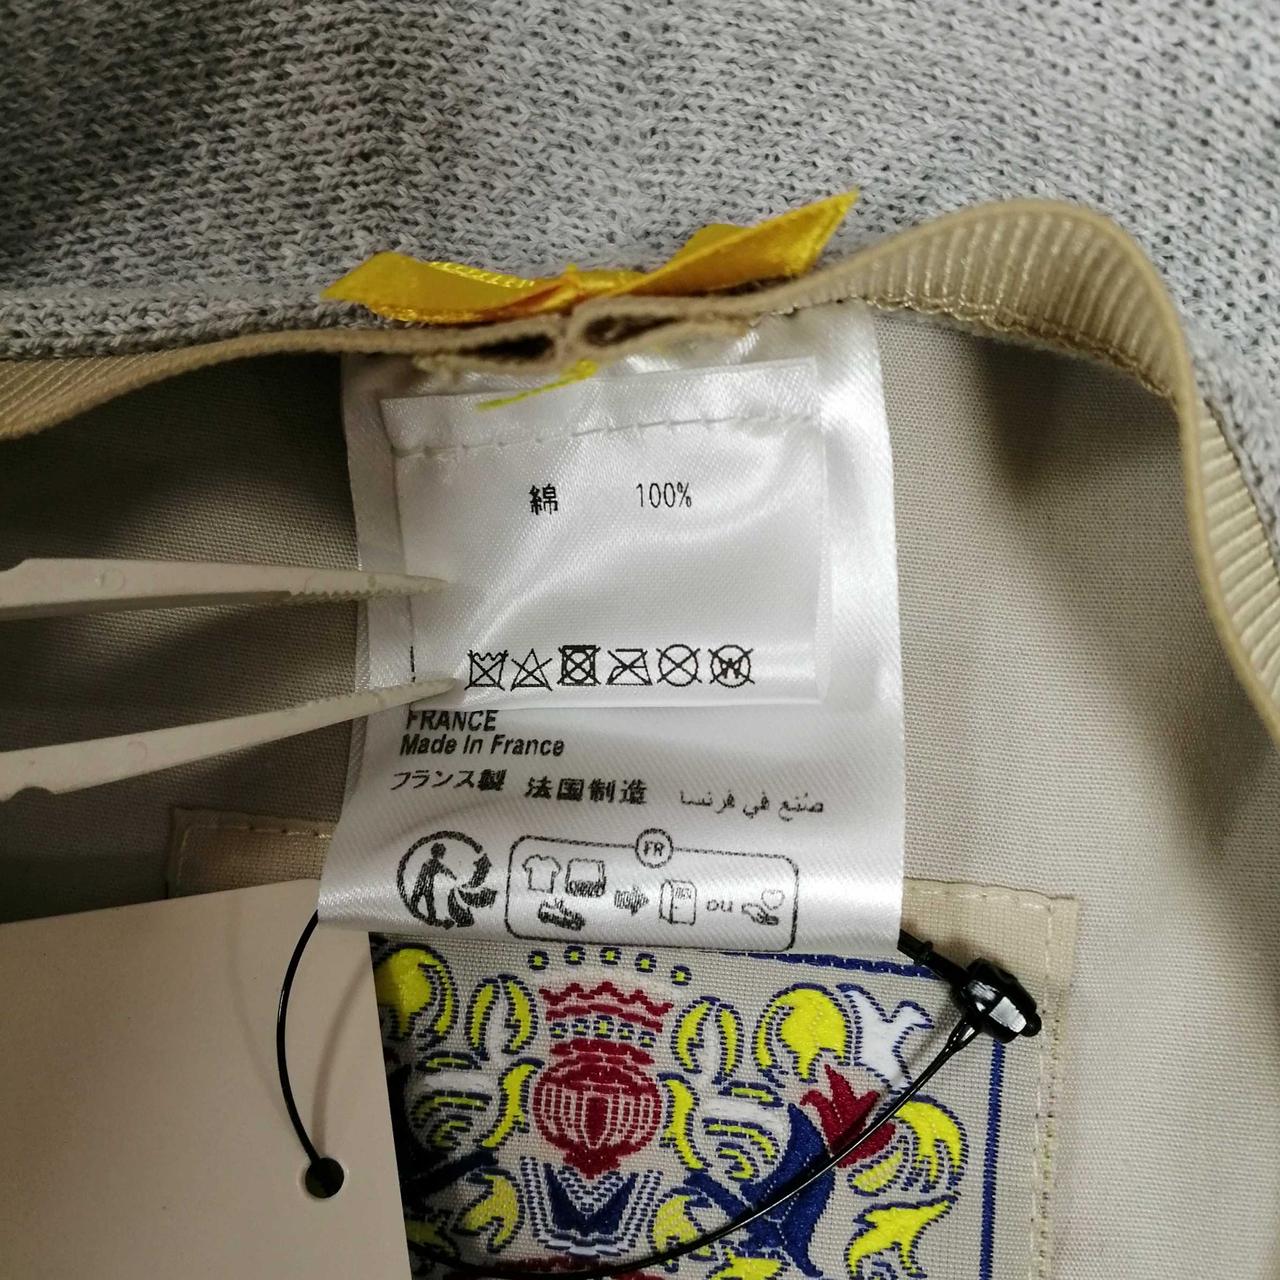 綿 100%
W
FRANCE
Made In France
フランス製 法国制造 صُنع في فرنسا
FR
ou